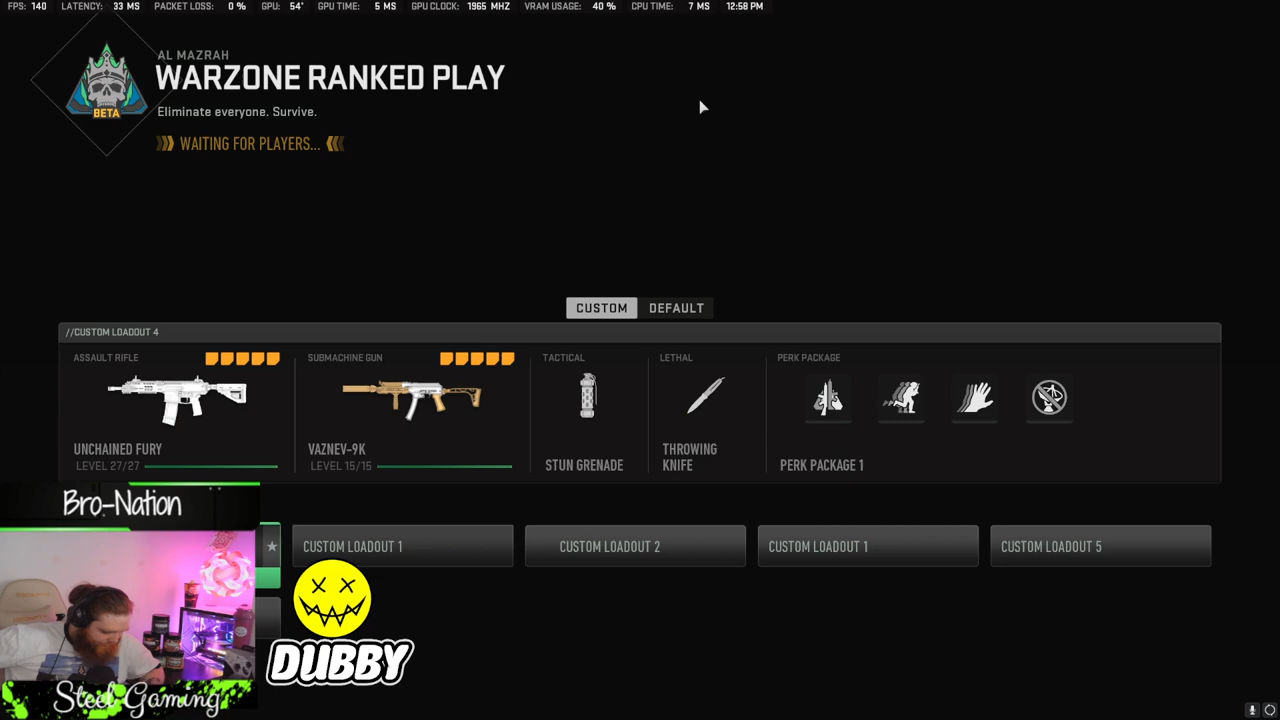 FPS: 140 LATENCY: 33 MS PACKET LOSS: 0 % GPU: 54° GPU TIME: 5 MS GPU CLOCK: 1965 MHZ VRAM USAGE: 40 % CPU TIME: 7 MS 12:58 PM
AL MAZRAH
WARZONE RANKED PLAY
BETA
Eliminate everyone. Survive.
WAITING FOR PLAYERS...
CUSTOM DEFAULT
//CUSTOM LOADOUT 4
ASSAULT RIFLE SUBMACHINE GUN TACTICAL LETHAL PERK PACKAGE
UNCHAINED FURY
LEVEL 27/27
VAZNEV-9K
LEVEL 15/15
STUN GRENADE
THROWING
KNIFE
PERK PACKAGE 1
Bro-Nation
CUSTOM LOADOUT 1 CUSTOM LOADOUT 2 CUSTOM LOADOUT 1 CUSTOM LOADOUT 5
DUBBY
Steel Gaming